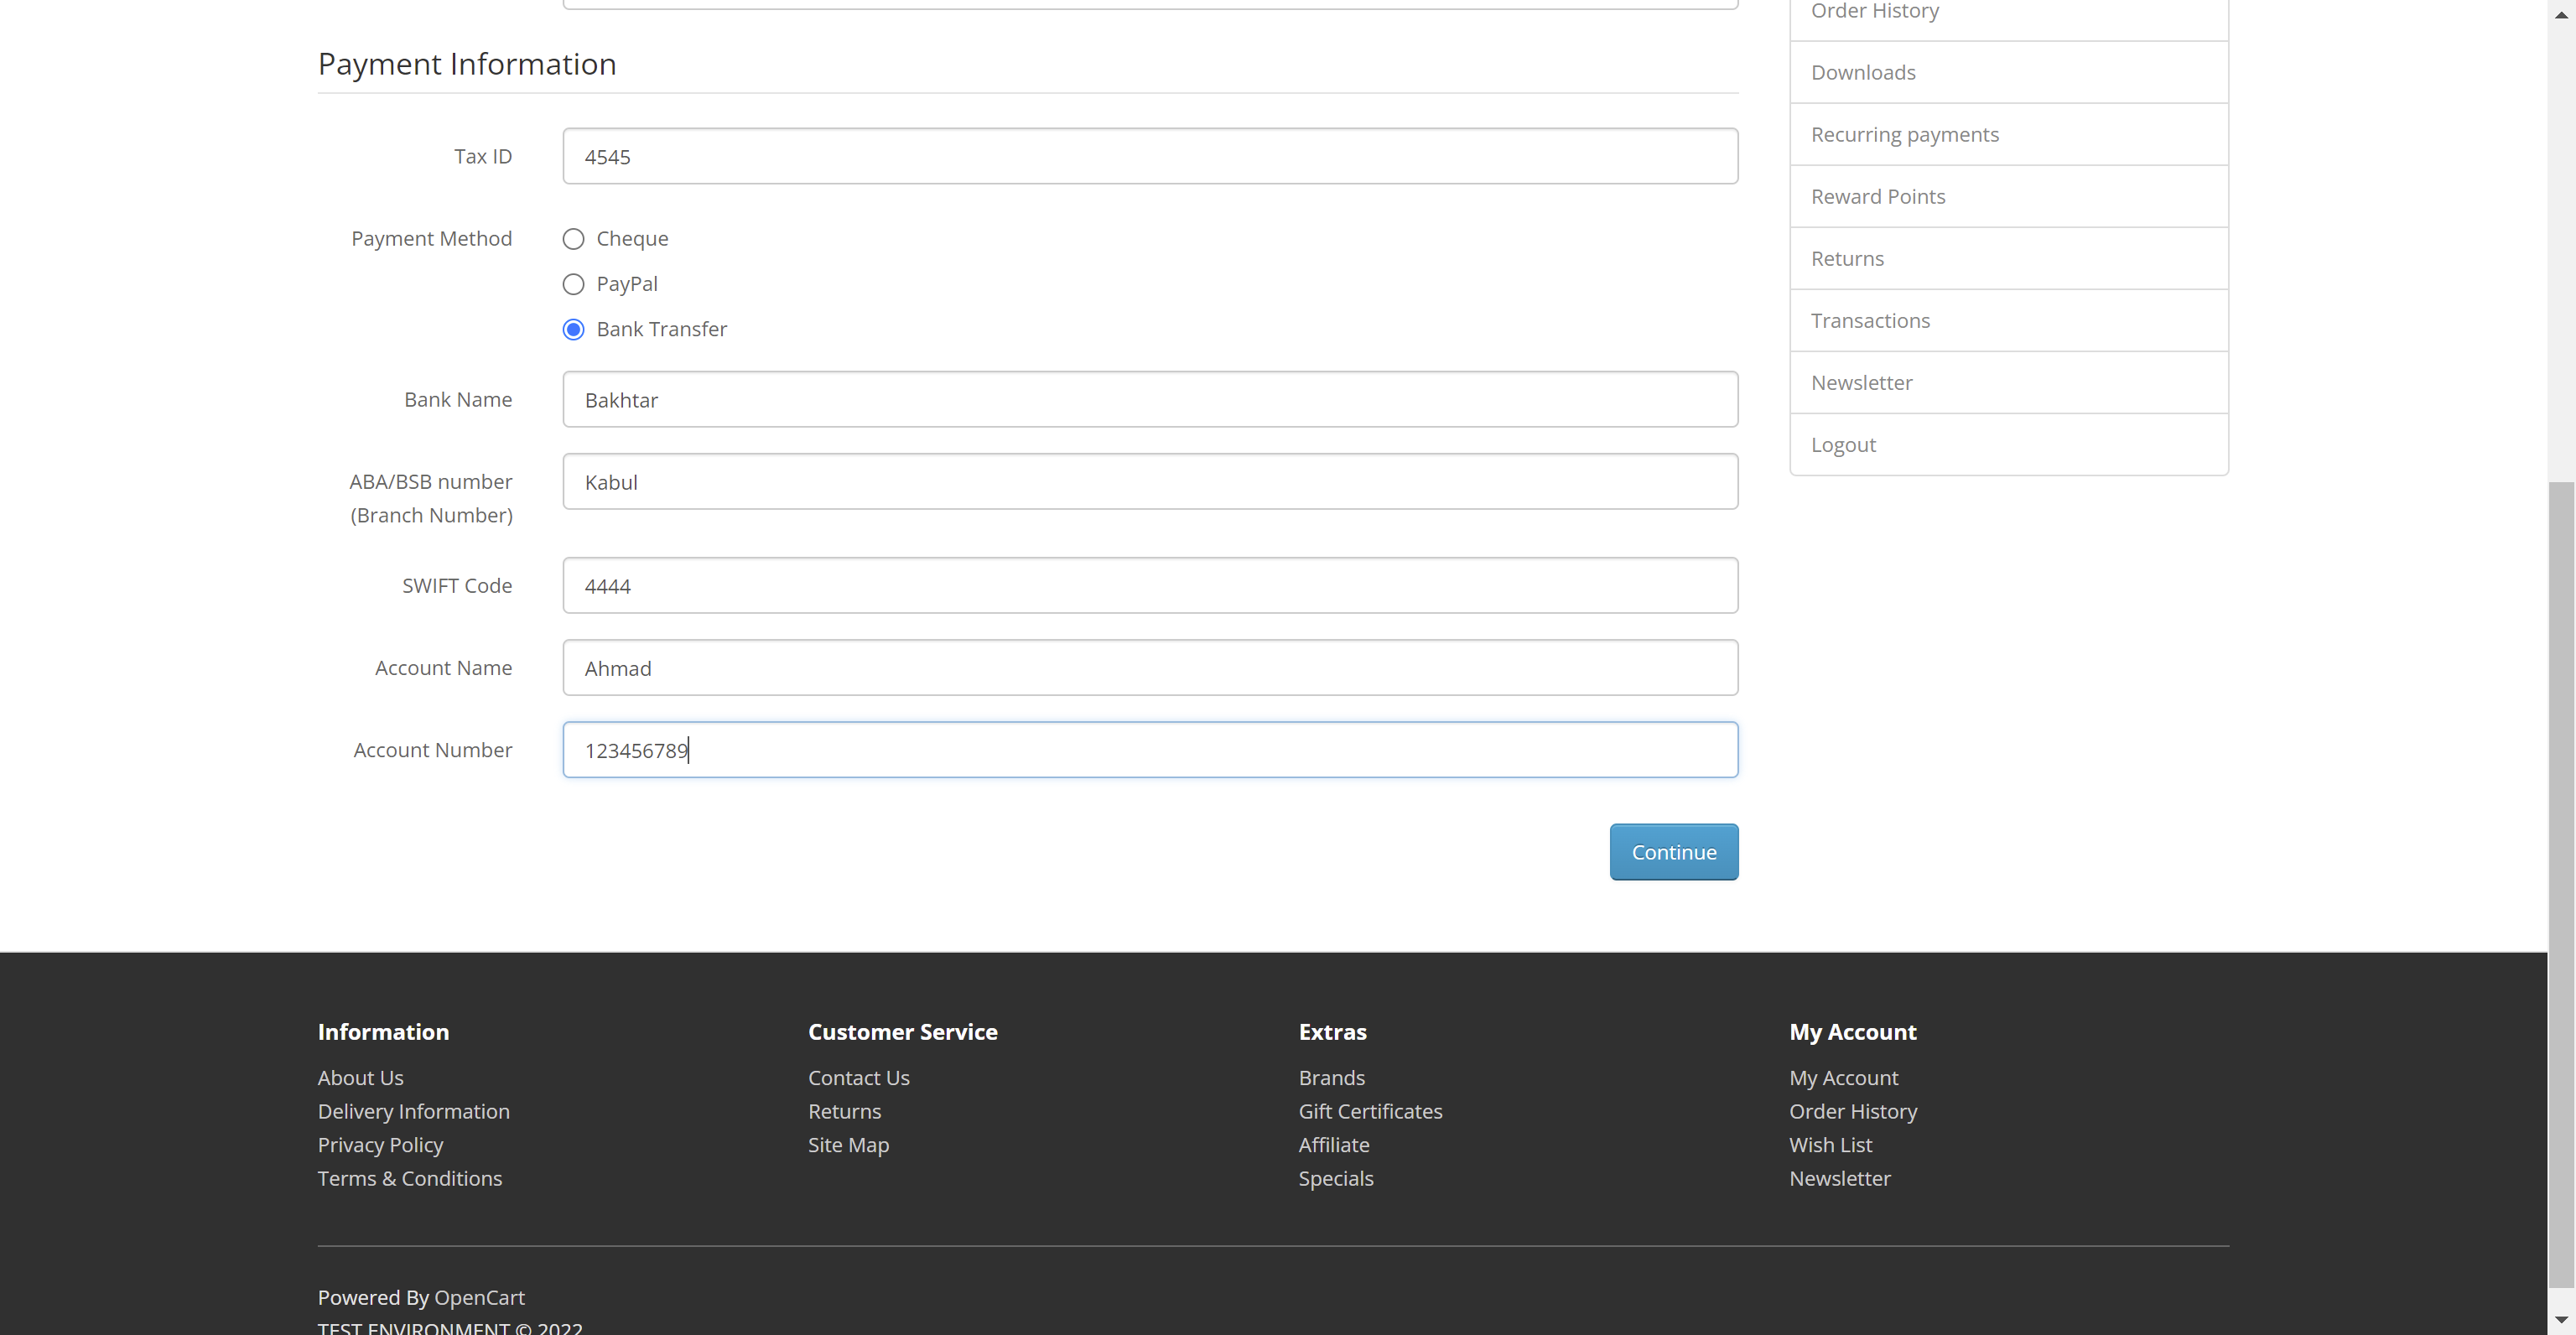 Payment Information
Tax ID
4545
Payment Method
Cheque
PayPal
Bank Transfer
Bank Name
Bakhtar
ABA/BSB number
(Branch Number)
Kabul
SWIFT Code
4444
Account Name
Ahmad
Account Number
123456789
Continue
Order History
Downloads
Recurring payments
Reward Points
Returns
Transactions
Newsletter
Logout
Information
About Us
Delivery Information
Privacy Policy
Terms & Conditions
Customer Service
Contact Us
Returns
Site Map
Extras
Brands
Gift Certificates
Affiliate
Specials
My Account
My Account
Order History
Wish List
Newsletter
Powered By OpenCart
TEST ENVIRONMENT © 2022